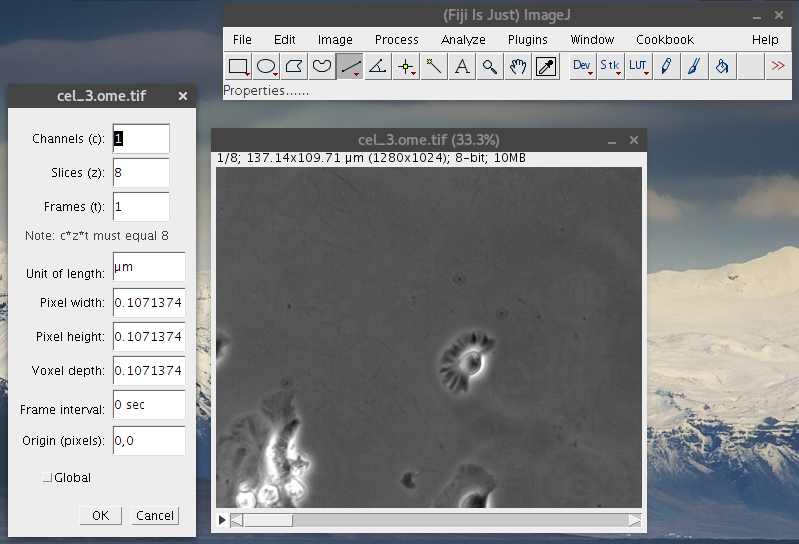 (Fiji Is Just) ImageJ
File Edit Image Process Analyze Plugins Window Cookbook Help
A Dev Stk LUT >>
Properties......
cel_3.ome.tif
Channels (c): 1
Slices (z): 8
Frames (t): 1
Note: c*z*t must equal 8
Unit of length: µm
Pixel width: 0.1071374
Pixel height: 0.1071374
Voxel depth: 0.1071374
Frame interval: 0 sec
Origin (pixels): 0,0
Global
OK Cancel
cel_3.ome.tif (33.3%)
1/8; 137.14x109.71 µm (1280x1024); 8-bit; 10MB